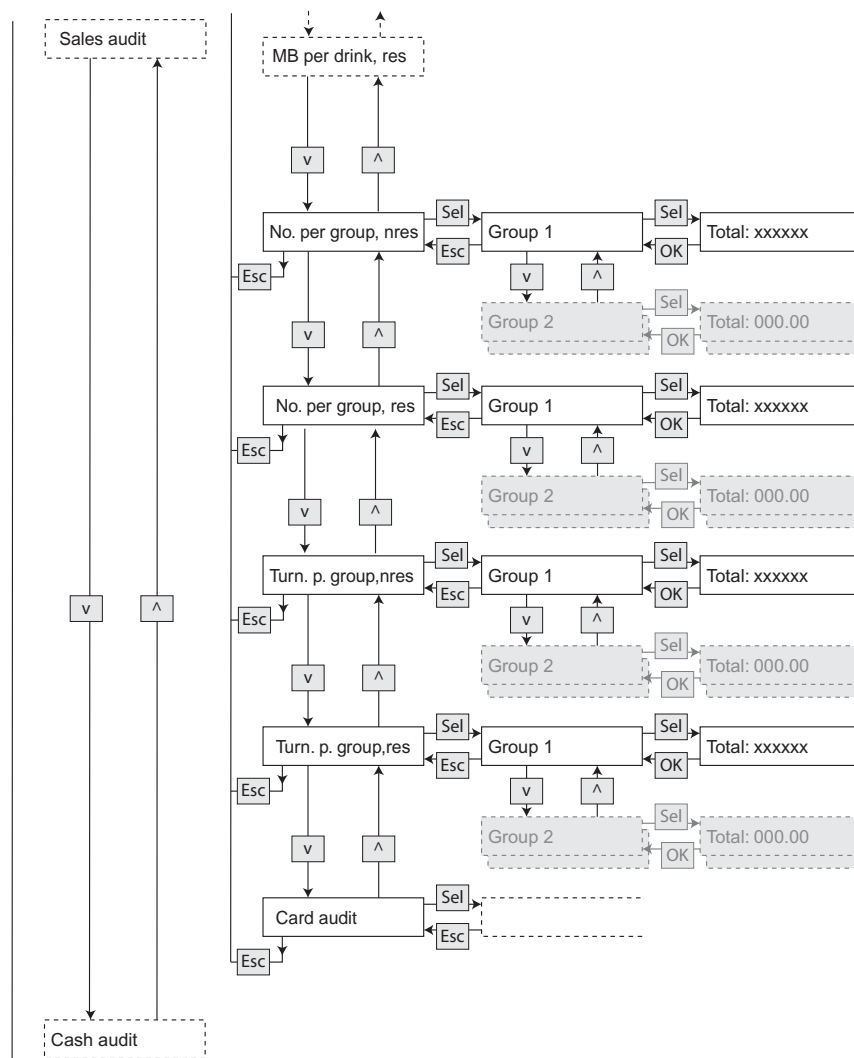 Sales audit
MB per drink, res
v
^
Sel
Sel
No. per group, nres
Group 1
Total: xxxxxx
Esc
OK
Esc
v
^
Sel
Group 2
Total: 000.00
OK
v
^
Sel
Sel
No. per group, res
Group 1
Total: xxxxxx
Esc
OK
Esc
v
^
Sel
Group 2
Total: 000.00
OK
v
^
Sel
Sel
Turn. p. group,nres
Group 1
Total: xxxxxx
Esc
OK
v
^
Esc
v
^
Sel
Group 2
Total: 000.00
OK
v
^
Sel
Sel
Turn. p. group,res
Group 1
Total: xxxxxx
Esc
OK
Esc
v
^
Sel
Group 2
Total: 000.00
OK
v
^
Sel
Card audit
Esc
Esc
Cash audit